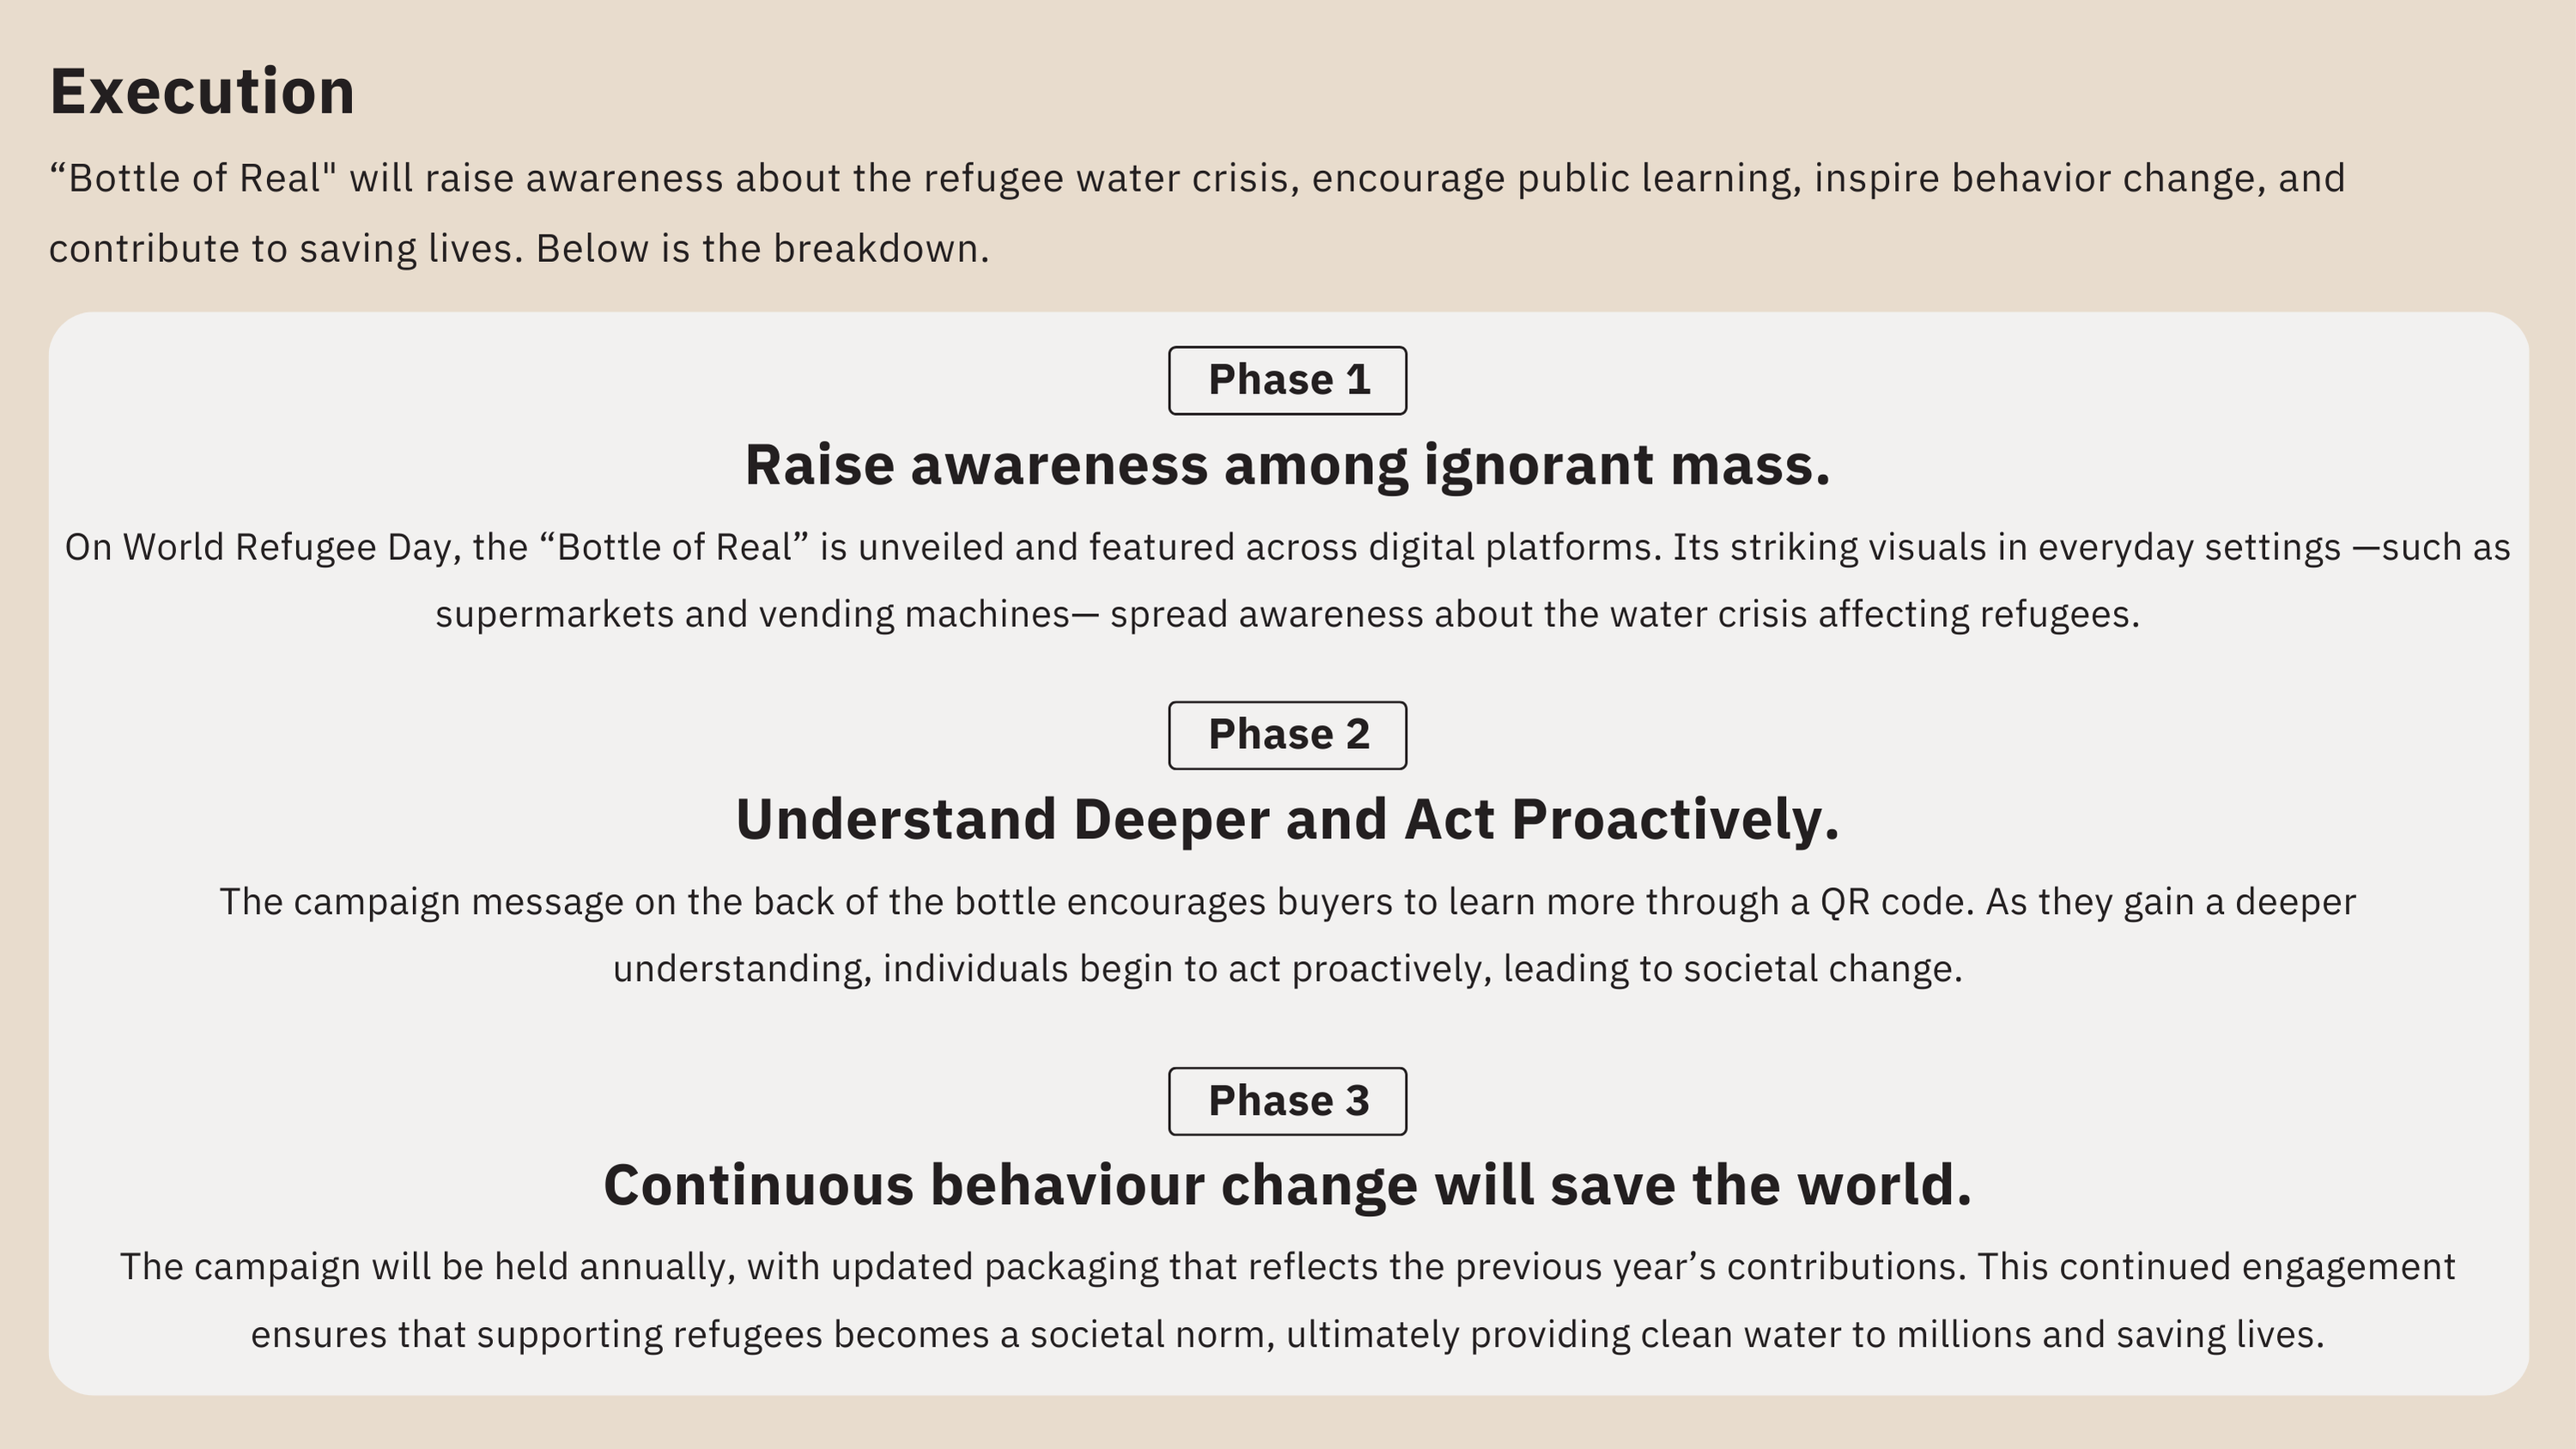 Execution
“Bottle of Real" will raise awareness about the refugee water crisis, encourage public learning, inspire behavior change, and
contribute to saving lives. Below is the breakdown.
Phase 1
Raise awareness among ignorant mass.
On World Refugee Day, the “Bottle of Real” is unveiled and featured across digital platforms. Its striking visuals in everyday settings —such as
supermarkets and vending machines— spread awareness about the water crisis affecting refugees.
Phase 2
Understand Deeper and Act Proactively.
The campaign message on the back of the bottle encourages buyers to learn more through a QR code. As they gain a deeper
understanding, individuals begin to act proactively, leading to societal change.
Phase 3
Continuous behaviour change will save the world.
The campaign will be held annually, with updated packaging that reflects the previous year’s contributions. This continued engagement
ensures that supporting refugees becomes a societal norm, ultimately providing clean water to millions and saving lives.